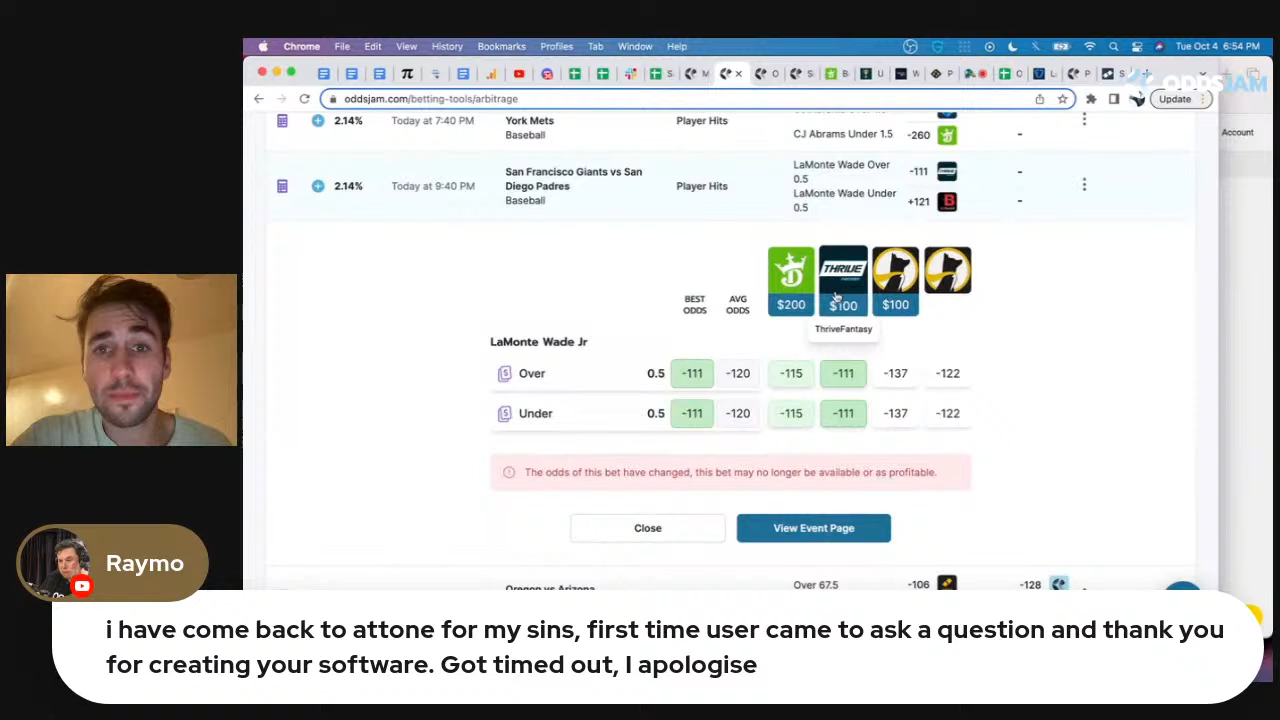 Chrome File Edit View History Bookmarks Profiles Tab Window Help
Tue Oct 4 6:54 PM
ODDSJAM
oddsjam.com/betting-tools/arbitrage
Update
Account
2.14% Today at 7:40 PM York Mets Player Hits
Baseball
CJ Abrams Under 1.5 -260 -
2.14% Today at 9:40 PM San Francisco Giants vs San Diego Padres Player Hits
Baseball
LaMonte Wade Over 0.5 -111 THRIVE -
LaMonte Wade Under 0.5 +121 B -
THRIVE
$200 $100 $100
BEST ODDS AVG ODDS
ThriveFantasy
LaMonte Wade Jr
Over 0.5 -111 -120 -115 -111 -137 -122
Under 0.5 -111 -120 -115 -111 -137 -122
The odds of this bet have changed, this bet may no longer be available or as profitable.
Close View Event Page
Oregon vs Arizona Over 67.5 -106 -128
Raymo
i have come back to attone for my sins, first time user came to ask a question and thank you
for creating your software. Got timed out, I apologise